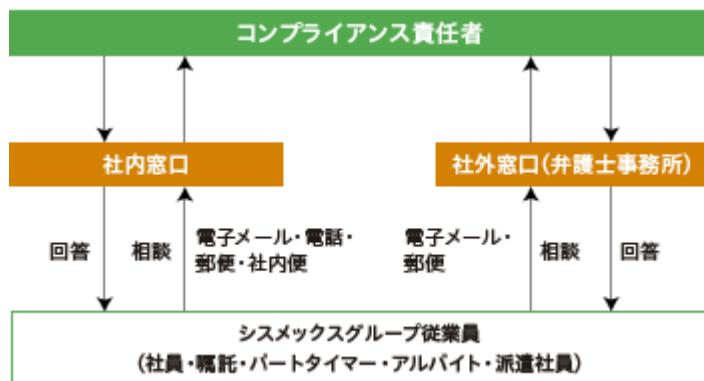 コンプライアンス責任者
社内窓口
社外窓口(弁護士事務所)
回答
相談
電子メール・電話・
郵便・社内便
電子メール・
郵便
相談
回答
シスメックスグループ従業員
(社員・嘱託・パートタイマー・アルバイト・派遣社員)